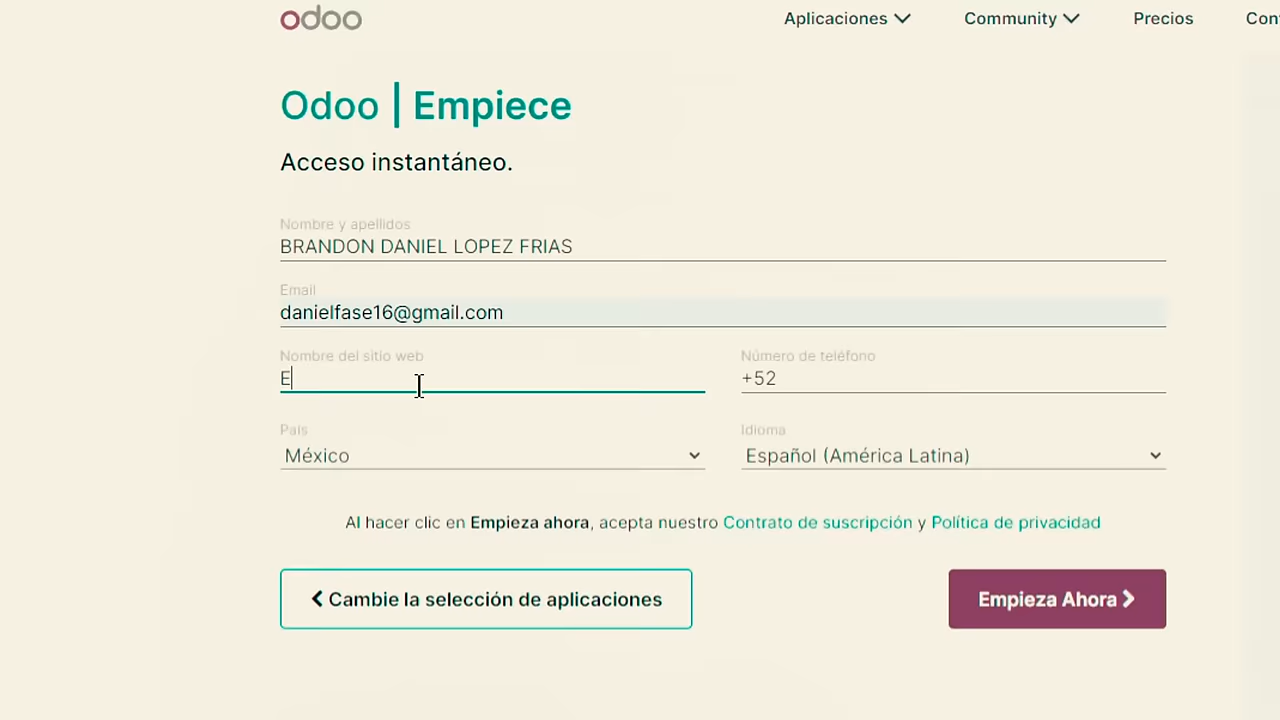 odoo
Aplicaciones Community Precios
Odoo | Empiece
Acceso instantáneo.
Nombre y apellidos
BRANDON DANIEL LOPEZ FRIAS
Email
danielfase16@gmail.com
Nombre del sitio web Número de teléfono
E +52
País Idioma
México Español (América Latina)
Al hacer clic en Empieza ahora, acepta nuestro Contrato de suscripción y Política de privacidad
Cambie la selección de aplicaciones Empieza Ahora